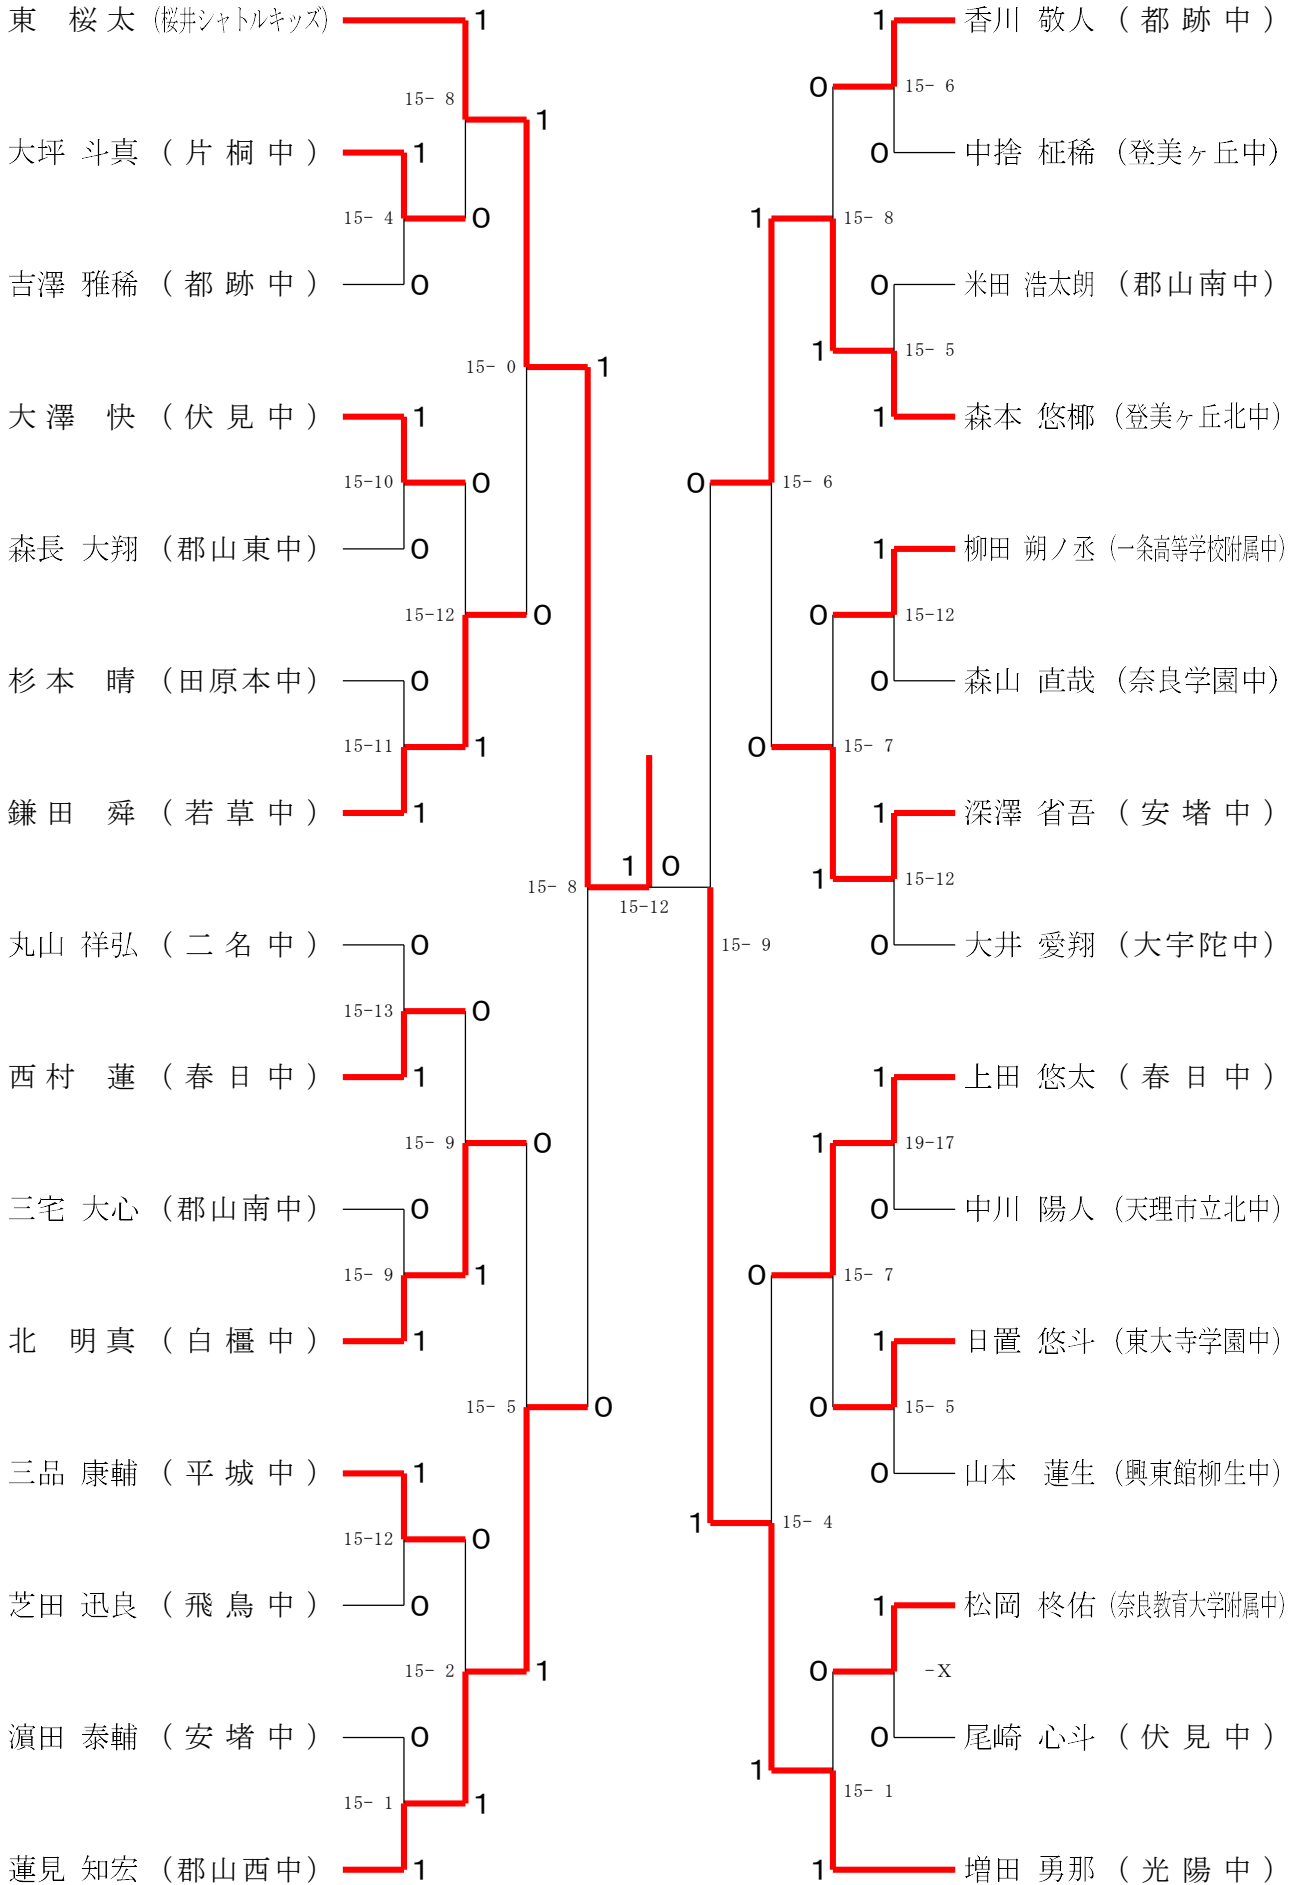 東 桜太 (桜井シャトルキッズ) 1
15- 8
1
大坪 斗真 (片桐中) 1
15- 4
0
吉澤 雅稀 (都跡中) 0
15- 0
1
大澤 快 (伏見中) 1
15-10
0
森長 大翔 (郡山東中) 0
15-12
0
杉本 晴 (田原本中) 0
15-11
1
鎌田 舜 (若草中) 1
15- 8
1 0
15-12
丸山 祥弘 (二名中) 0
15-13
0
西村 蓮 (春日中) 1
15- 9
0
三宅 大心 (郡山南中) 0
15- 9
1
北 明真 (白橿中) 1
15- 5
0
三品 康輔 (平城中) 1
15-12
0
芝田 迅良 (飛鳥中) 0
15- 2
1
濵田 泰輔 (安堵中) 0
15- 1
1
蓮見 知宏 (郡山西中) 1
1 香川 敬人 (都跡中)
0
15- 6
0 中捨 柾稀 (登美ヶ丘中)
1
15- 8
0 米田 浩太朗 (郡山南中)
1
15- 5
1 森本 悠椰 (登美ヶ丘北中)
0
15- 6
1 柳田 朔ノ丞 (一条高等学校附属中)
0
15-12
0 森山 直哉 (奈良学園中)
0
15- 7
1 深澤 省吾 (安堵中)
1
15-12
0 大井 愛翔 (大宇陀中)
15- 9
1 上田 悠太 (春日中)
1
19-17
0 中川 陽人 (天理市立北中)
0
15- 7
1 日置 悠斗 (東大寺学園中)
0
15- 5
0 山本 蓮生 (興東館柳生中)
1
15- 4
1 松岡 柊佑 (奈良教育大学附属中)
0
-X
0 尾崎 心斗 (伏見中)
1
15- 1
1 増田 勇那 (光陽中)